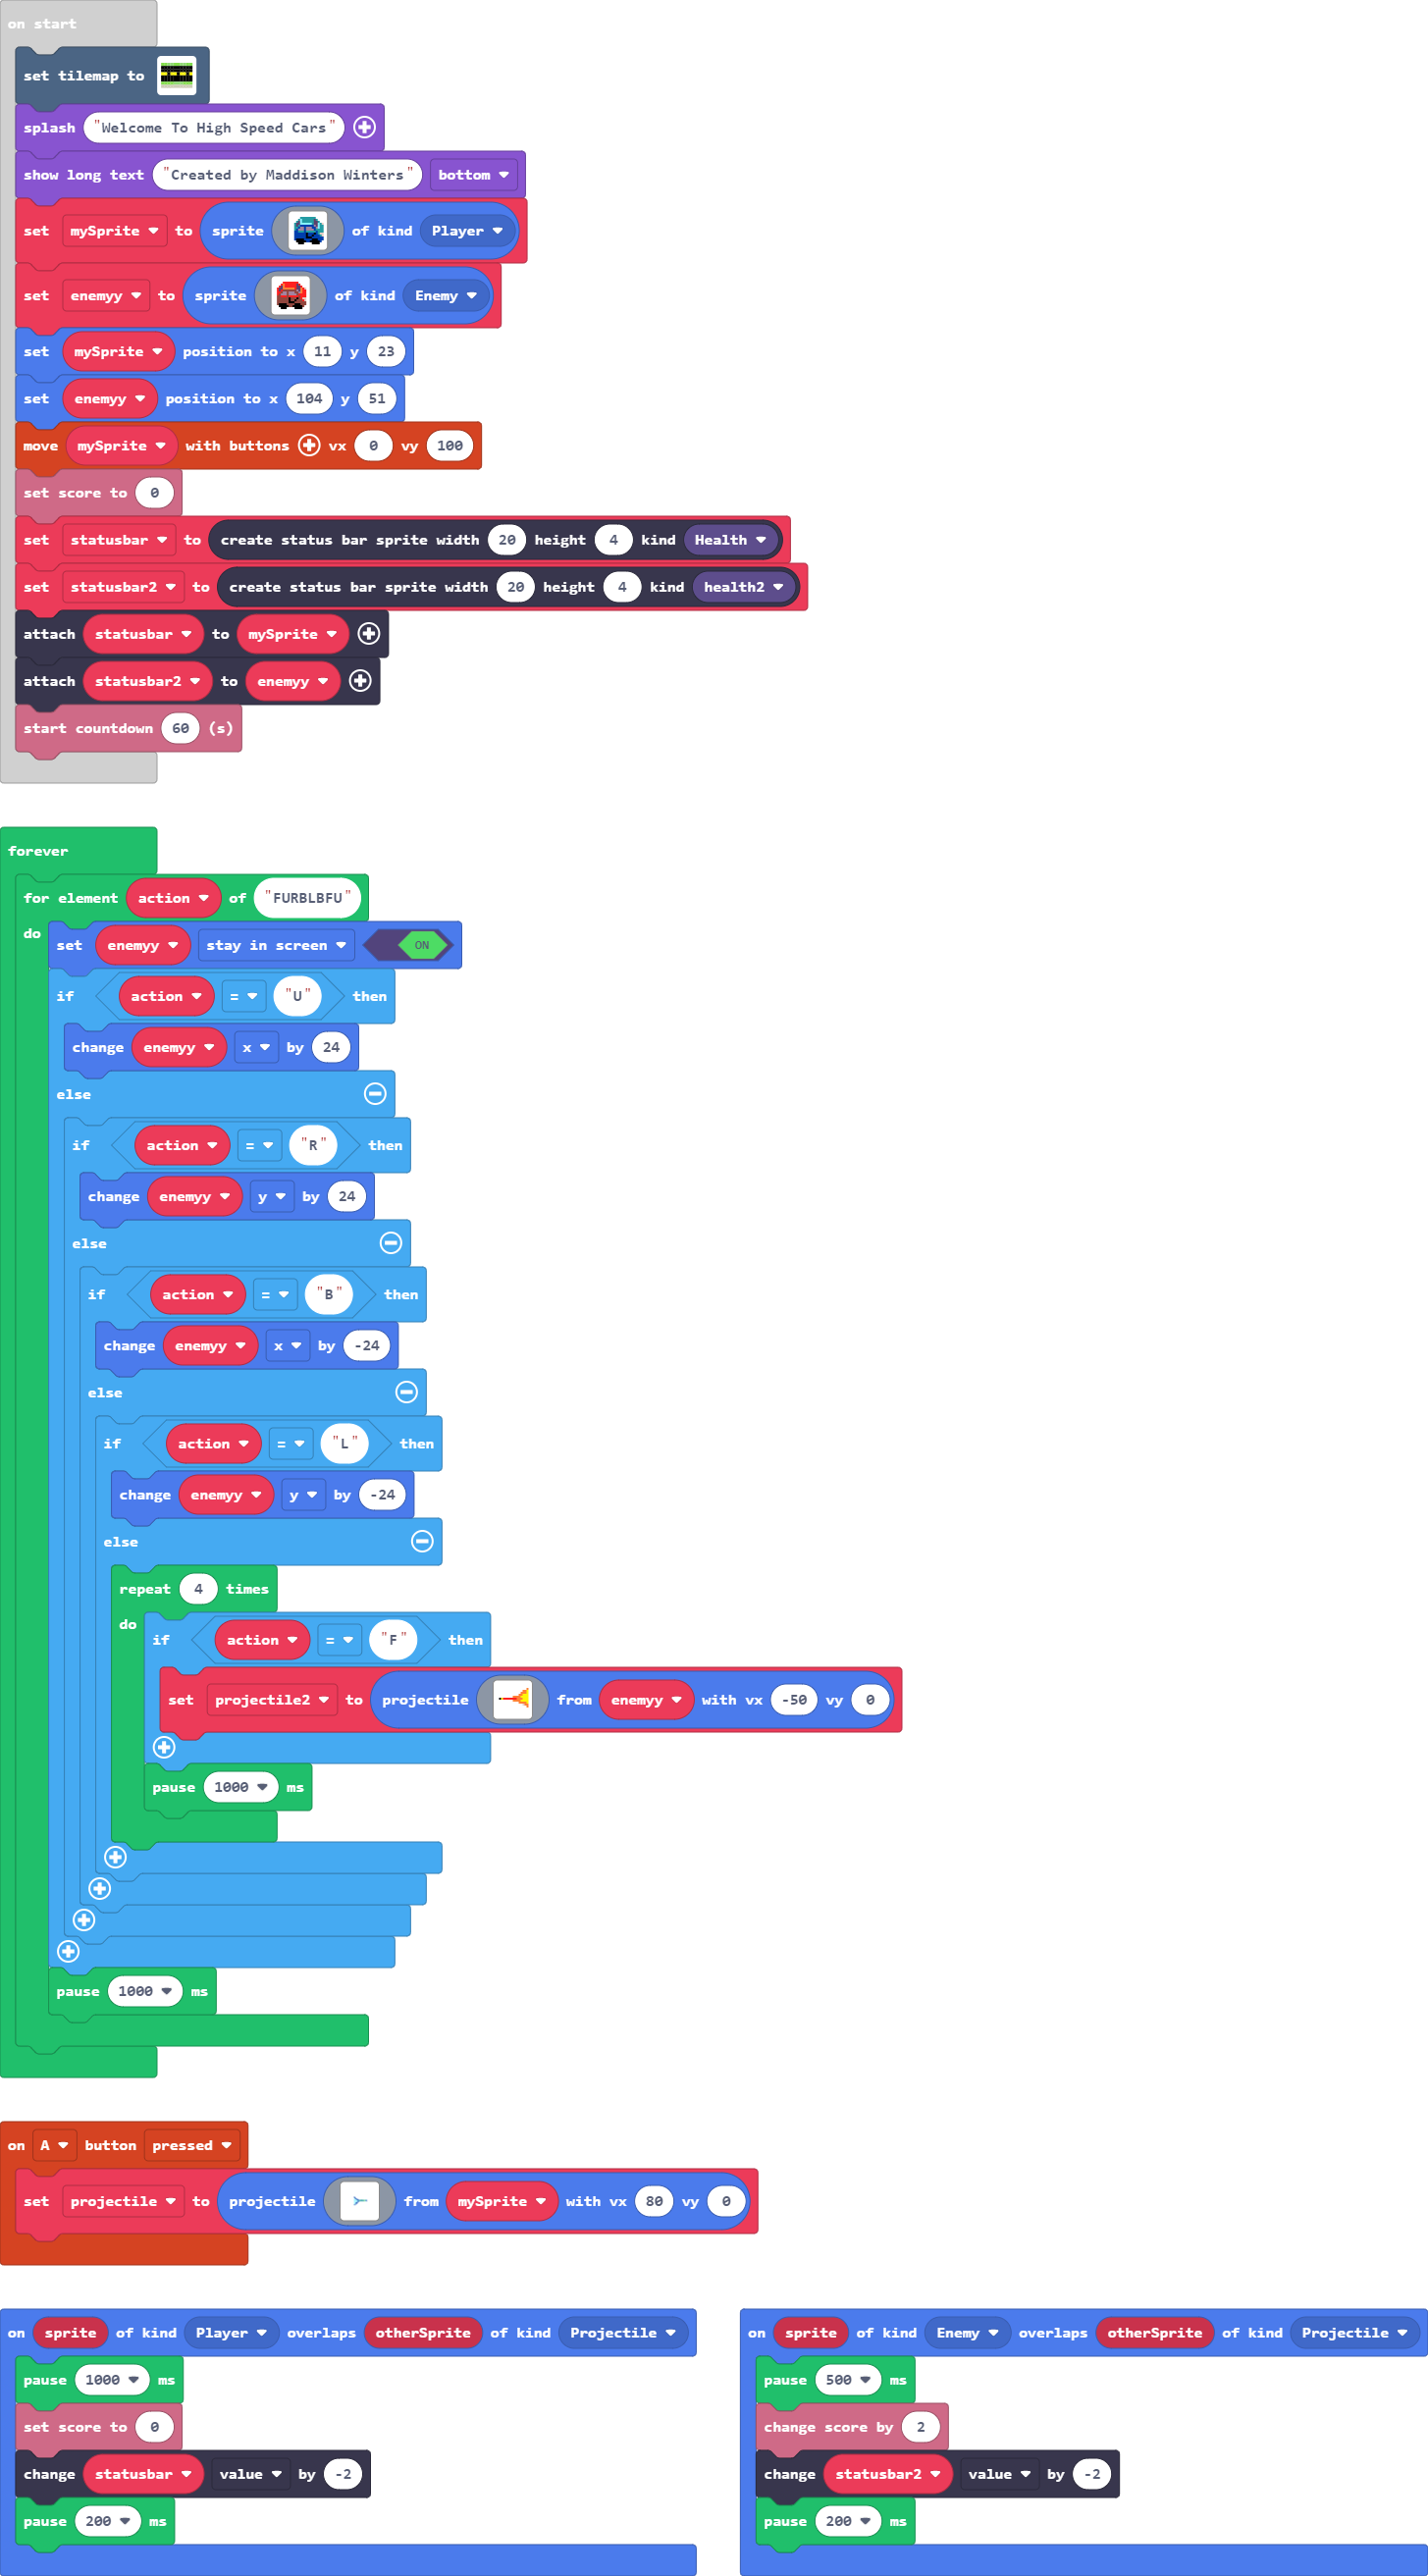 on start
set tilemap to
splash "Welcome To High Speed Cars"
show long text "Created by Maddison Winters" bottom
set mySprite to sprite of kind Player
set enemyy to sprite of kind Enemy
set mySprite position to x 11 y 23
set enemyy position to x 104 y 51
move mySprite with buttons vx 0 vy 100
set score to 0
set statusbar to create status bar sprite width 20 height 4 kind Health
set statusbar2 to create status bar sprite width 20 height 4 kind health2
attach statusbar to mySprite
attach statusbar2 to enemyy
start countdown 60 (s)
forever
for element action of "FURBLBFU"
do
set enemyy stay in screen ON
if action = "U" then
change enemyy x by 24
else
if action = "R" then
change enemyy y by 24
else
if action = "B" then
change enemyy x by -24
else
if action = "L" then
change enemyy y by -24
else
repeat 4 times
do
if action = "F" then
set projectile2 to projectile from enemyy with vx -50 vy 0
pause 1000 ms
pause 1000 ms
on A button pressed
set projectile to projectile from mySprite with vx 80 vy 0
on sprite of kind Player overlaps otherSprite of kind Projectile
pause 1000 ms
set score to 0
change statusbar value by -2
pause 200 ms
on sprite of kind Enemy overlaps otherSprite of kind Projectile
pause 500 ms
change score by 2
change statusbar2 value by -2
pause 200 ms